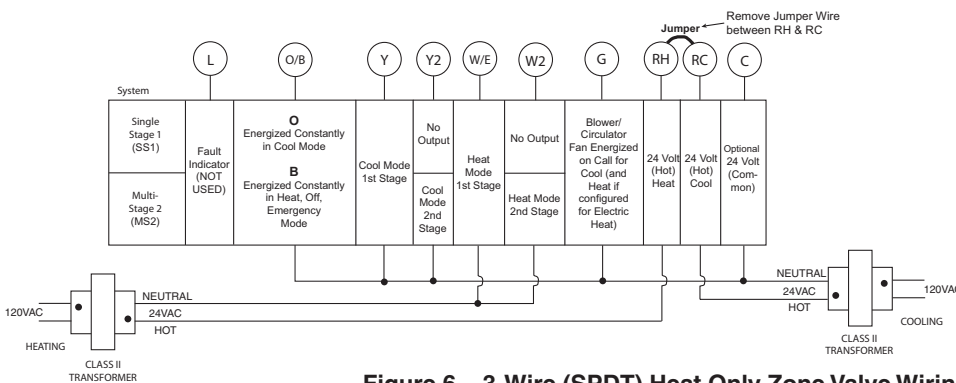 Remove Jumper Wire
between RH & RC
Jumper
L
O/B
Y
Y2
W/E
W2
G
RH
RC
C
System
Single
Stage 1
(SS1)
Multi-
Stage 2
(MS2)
Fault
Indicator
(NOT
USED)
O
Energized Constantly
in Cool Mode
B
Energized Constantly
in Heat, Off,
Emergency
Mode
Cool Mode
1st Stage
No
Output
Cool
Mode
2nd
Stage
Heat
Mode
1st Stage
No Output
Heat Mode
2nd Stage
Blower/
Circulator
Fan Energized
on Call for
Cool (and
Heat if
configured
for Electric
Heat)
24 Volt
(Hot)
Heat
24 Volt
(Hot)
Cool
Optional
24 Volt
(Com-
mon)
120VAC
HEATING
NEUTRAL
24VAC
HOT
CLASS II
TRANSFORMER
NEUTRAL
24VAC
HOT
120VAC
COOLING
CLASS II
TRANSFORMER